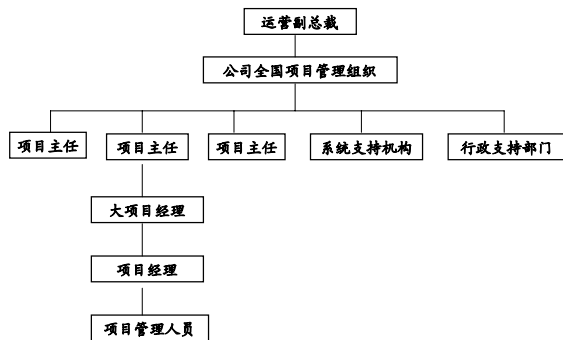 运营副总裁
公司全国项目管理组织
项目主任
项目主任
项目主任
系统支持机构
行政支持部门
大项目经理
项目经理
项目管理人员